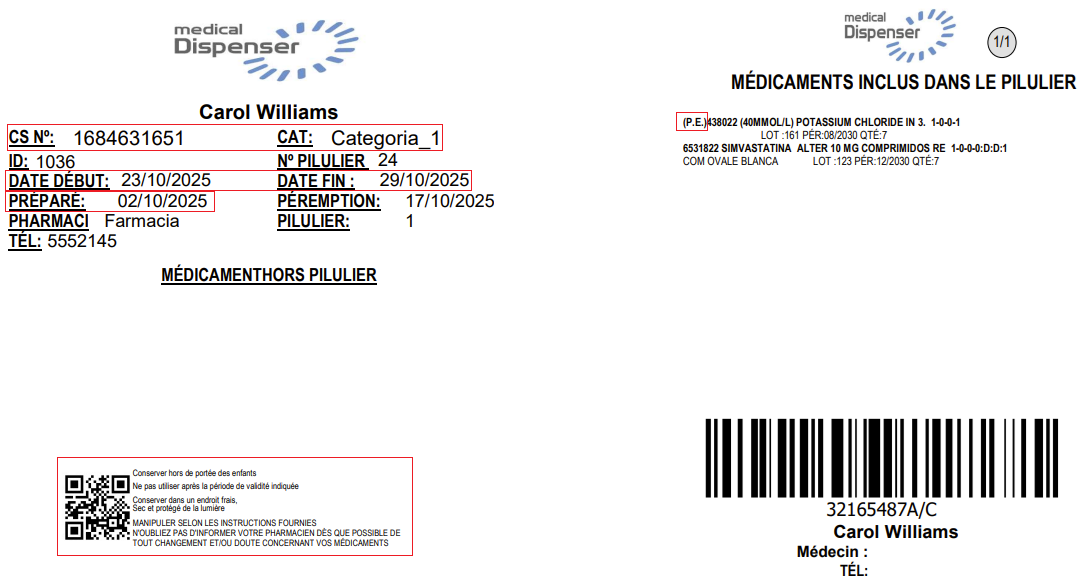 medical
Dispenser
Carol Williams
CS Nº: 1684631651 CAT: Categoria_1
ID: 1036 Nº PILULIER 24
DATE DÉBUT: 23/10/2025 DATE FIN : 29/10/2025
PRÉPARÉ: 02/10/2025 PÉREMPTION: 17/10/2025
PHARMACI Farmacia PILULIER: 1
TÉL: 5552145
MÉDICAMENTHORS PILULIER
Conserver hors de portée des enfants
Ne pas utiliser après la période de validité indiquée
Conserver dans un endroit frais,
Sec et protégé de la lumière
MANIPULER SELON LES INSTRUCTIONS FOURNIES
N'OUBLIEZ PAS D'INFORMER VOTRE PHARMACIEN DÈS QUE POSSIBLE DE
TOUT CHANGEMENT ET/OU DOUTE CONCERNANT VOS MÉDICAMENTS
medical
Dispenser
1/1
MÉDICAMENTS INCLUS DANS LE PILULIER
(P.E.)438022 (40MMOL/L) POTASSIUM CHLORIDE IN 3. 1-0-0-1
LOT :161 PÉR:08/2030 QTÉ:7
6531822 SIMVASTATINA ALTER 10 MG COMPRIMIDOS RE 1-0-0-0:D:D:1
COM OVALE BLANCA LOT :123 PÉR:12/2030 QTÉ:7
32165487A/C
Carol Williams
Médecin :
TÉL: